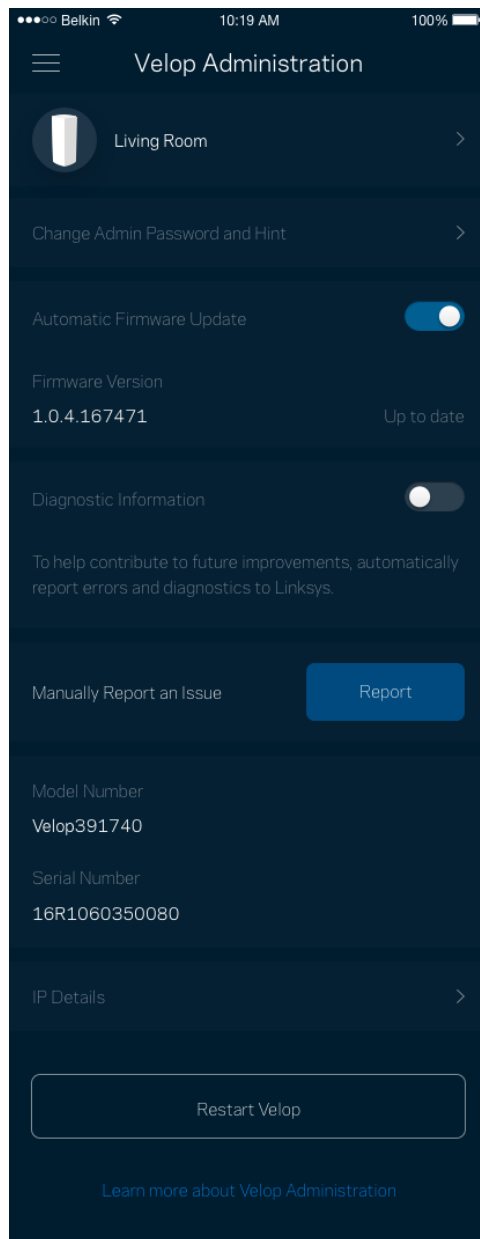 Belkin 10:19 AM 100%
Velop Administration
Living Room
Change Admin Password and Hint
Automatic Firmware Update
Firmware Version
1.0.4.167471 Up to date
Diagnostic Information
To help contribute to future improvements, automatically
report errors and diagnostics to Linksys.
Manually Report an Issue Report
Model Number
Velop391740
Serial Number
16R1060350080
IP Details
Restart Velop
Learn more about Velop Administration